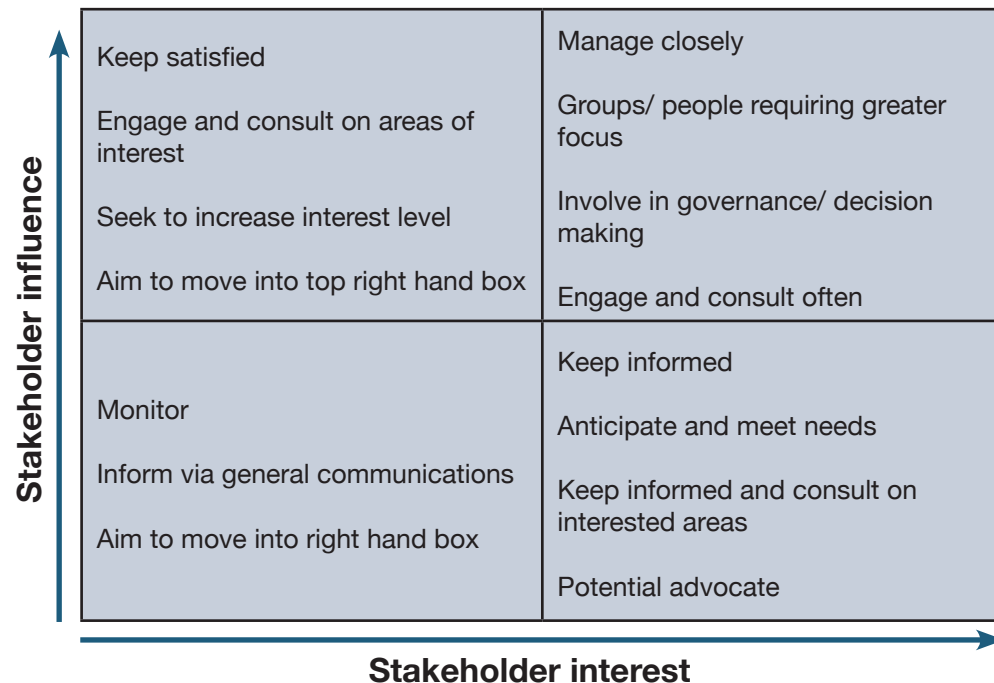 Stakeholder influence
Keep satisfied
Engage and consult on areas of
interest
Seek to increase interest level
Aim to move into top right hand box
Manage closely
Groups/ people requiring greater
focus
Involve in governance/ decision
making
Engage and consult often
Monitor
Inform via general communications
Aim to move into right hand box
Keep informed
Anticipate and meet needs
Keep informed and consult on
interested areas
Potential advocate
Stakeholder interest